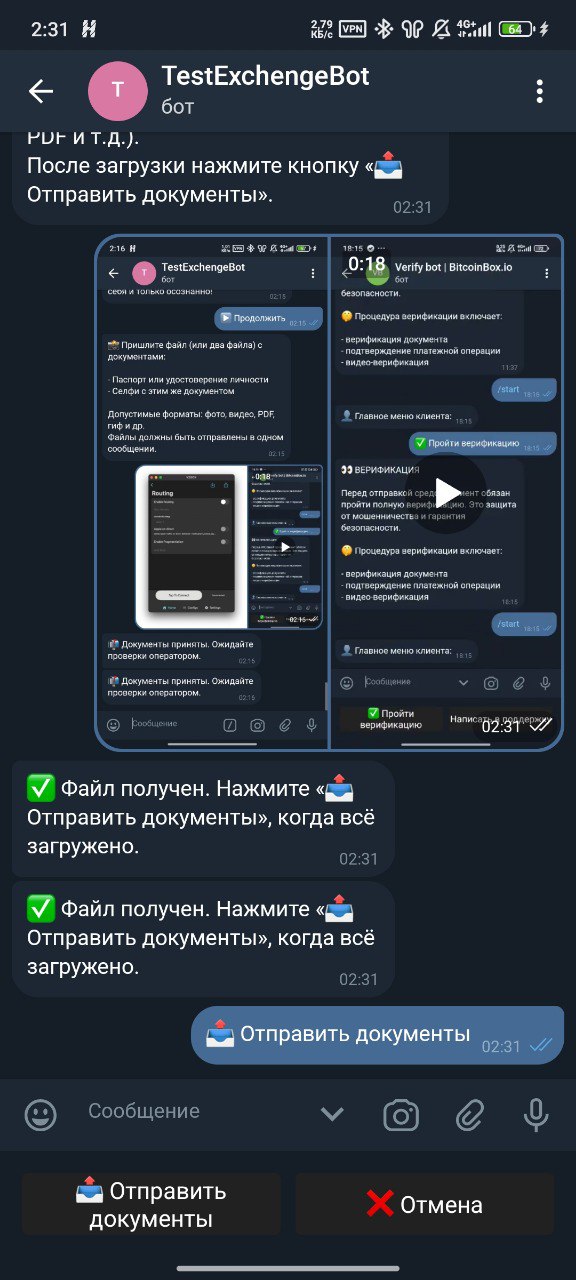 2:31
2,79 КБ/с VPN 4G+ 64
T
TestExchengeBot
бот
PDF и т.д.).
После загрузки нажмите кнопку «📤
Отправить документы».
02:31
2:16
T
TestExchengeBot
бот
себя и только осознанно!
02:15
▶️ Продолжить
02:15
📸 Пришлите файл (или два файла) с
документами:
- Паспорт или удостоверение личности
- Селфи с этим же документом
Допустимые форматы: фото, видео, PDF,
гиф и др.
Файлы должны быть отправлены в одном
сообщении.
02:15
Routing
0:18
02:15
📬 Документы приняты. Ожидайте
проверки оператором.
02:16
📬 Документы приняты. Ожидайте
проверки оператором.
02:16
Сообщение
18:15
0:18
Verify bot | BitcoinBox.io
бот
безопасности.
🤔 Процедура верификации включает:
- верификация документа
- подтверждение платежной операции
- видео-верификация
11:37
/start
18:15
👤 Главное меню клиента:
18:15
✅ Пройти верификацию
18:15
👀 ВЕРИФИКАЦИЯ
Перед отправкой средств клиент обязан
пройти полную верификацию. Это защита
от мошенничества и гарантия
безопасности.
🤔 Процедура верификации включает:
- верификация документа
- подтверждение платежной операции
- видео-верификация
18:15
/start
18:15
👤 Главное меню клиента:
18:15
Сообщение
✅ Пройти
верификацию
Написать в поддержку
02:31
✅ Файл получен. Нажмите «📤
Отправить документы», когда всё
загружено.
02:31
✅ Файл получен. Нажмите «📤
Отправить документы», когда всё
загружено.
02:31
📤 Отправить документы
02:31
Сообщение
📤 Отправить
документы
❌ Отмена